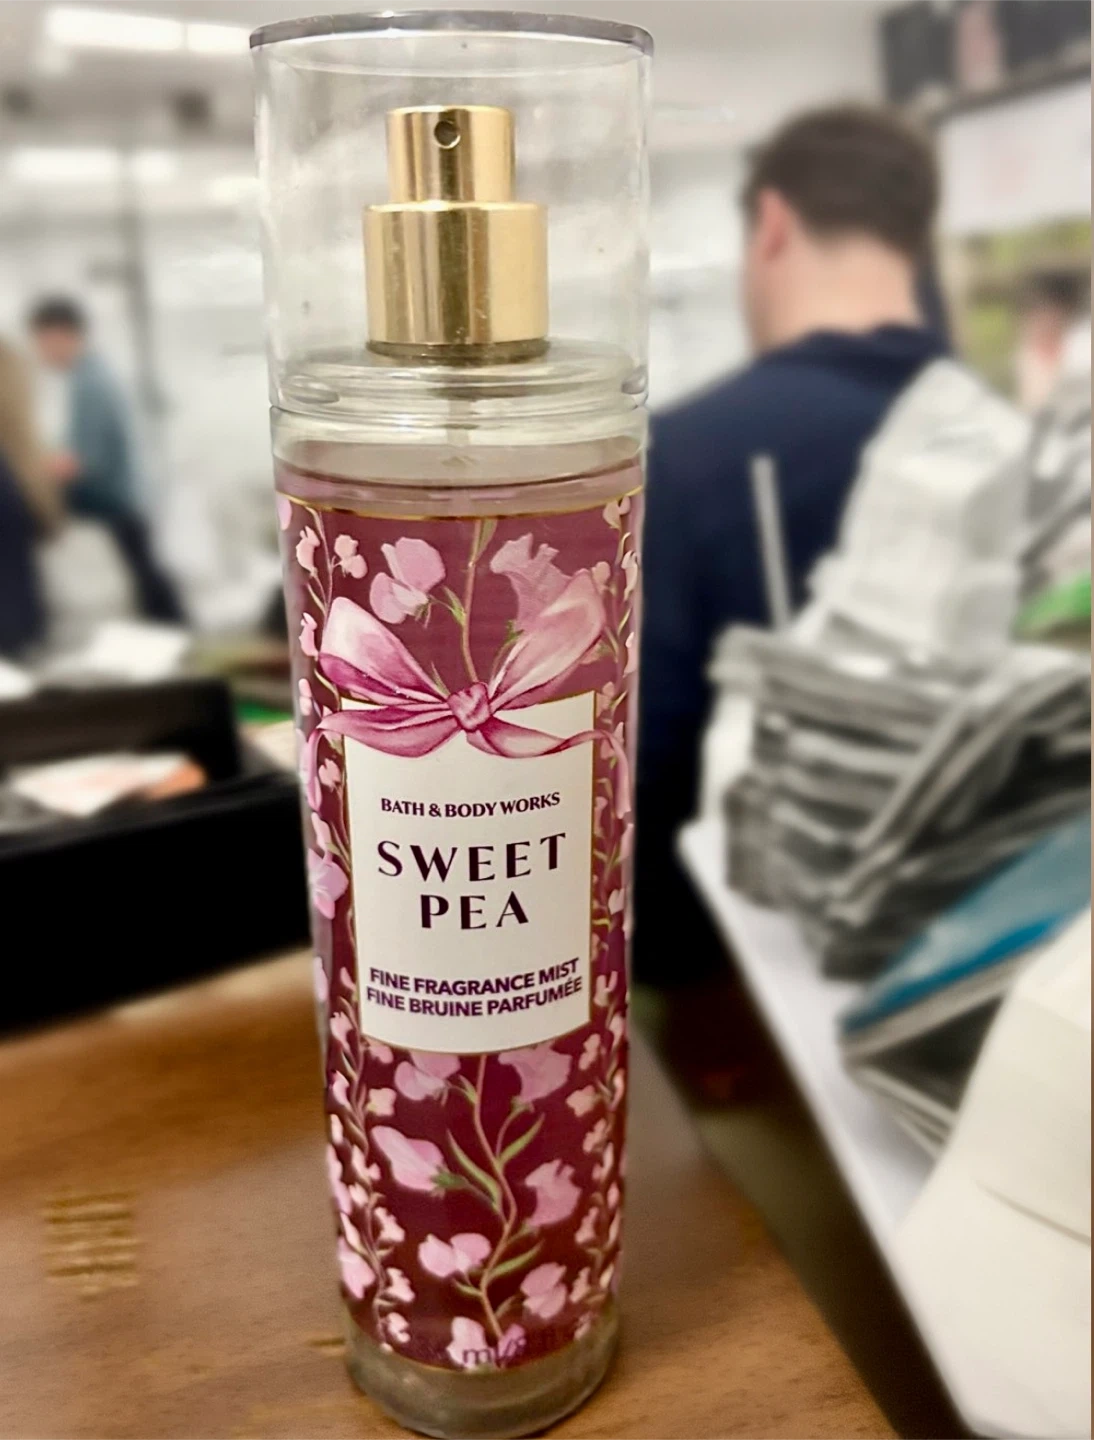 BATH & BODY WORKS
SWEET
PEA
FINE FRAGRANCE MIST
FINE BRUINE PARFUMÉE